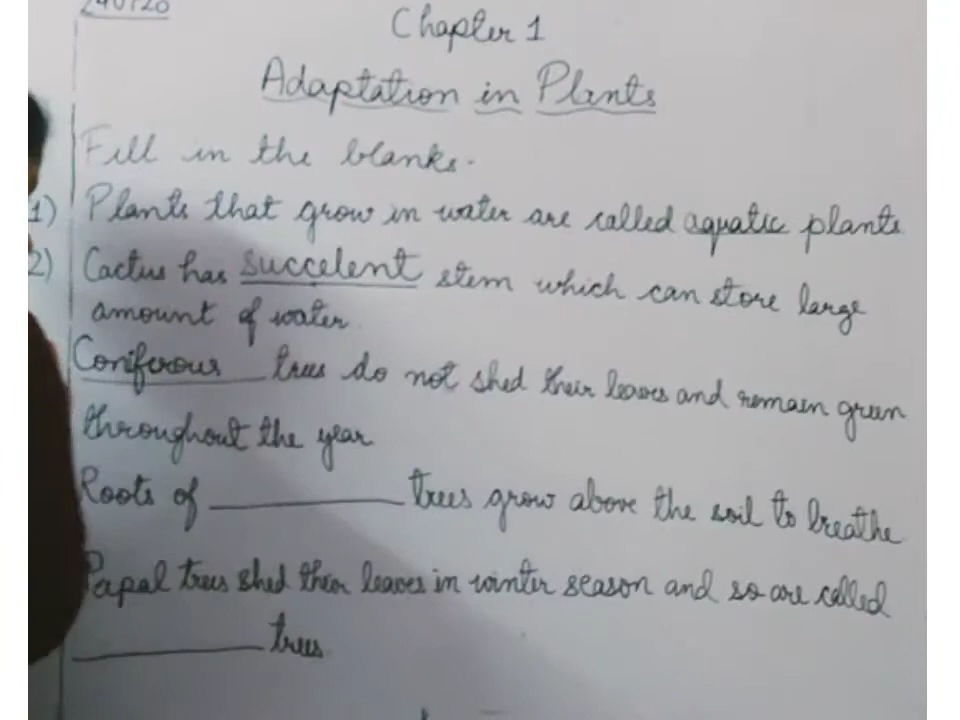 Chapter 1
Adaptation in Plants
Fill in the blanks.
1) Plants that grow in water are called aquatic plants
2) Cactus has succelent stem which can store large
amount of water
Coniferous trees do not shed their leaves and remain green
throughout the year
Roots of __________ trees grow above the soil to breathe
Papal trees shed their leaves in winter season and so are called
__________ trees